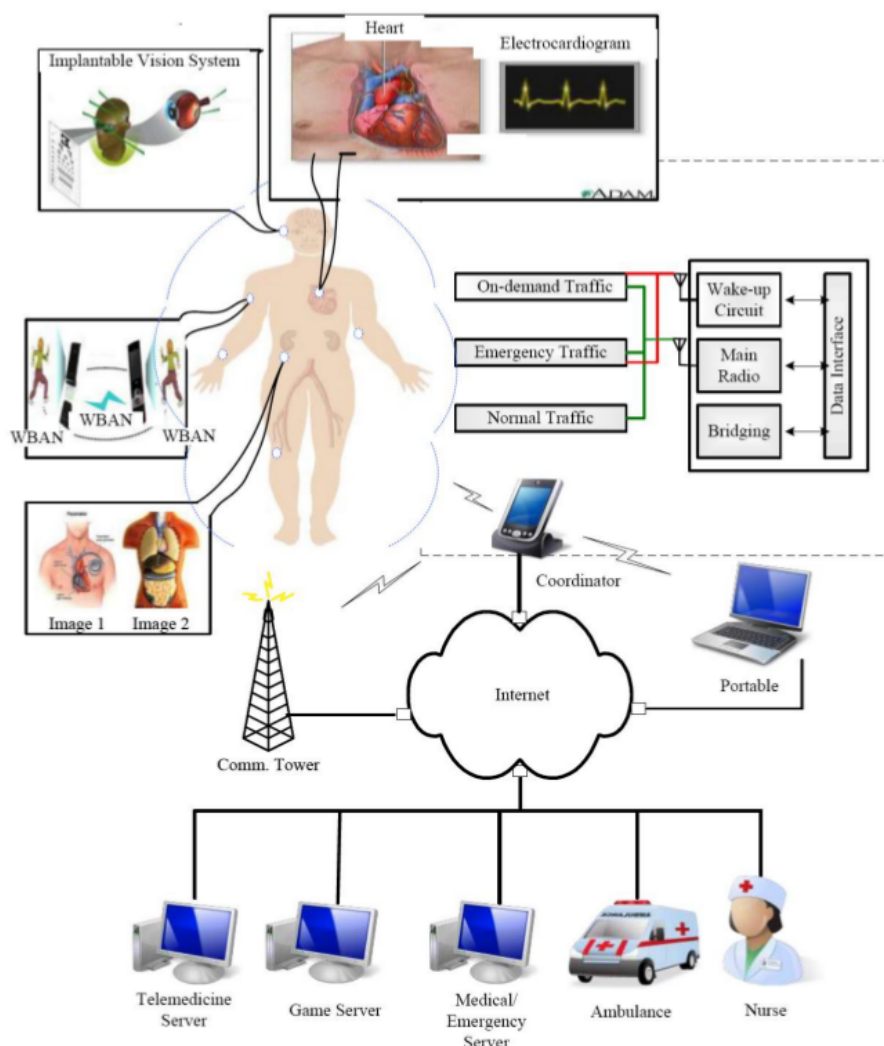 Heart
Electrocardiogram
Implantable Vision System
ADAM
On-demand Traffic
Wake-up
Circuit
Emergency Traffic
Main
Radio
Data Interface
Normal Traffic
Bridging
WBAN
WBAN
WBAN
Image 1
Image 2
Coordinator
Internet
Portable
Comm. Tower
Telemedicine
Server
Game Server
Medical/
Emergency
Server
Ambulance
Nurse